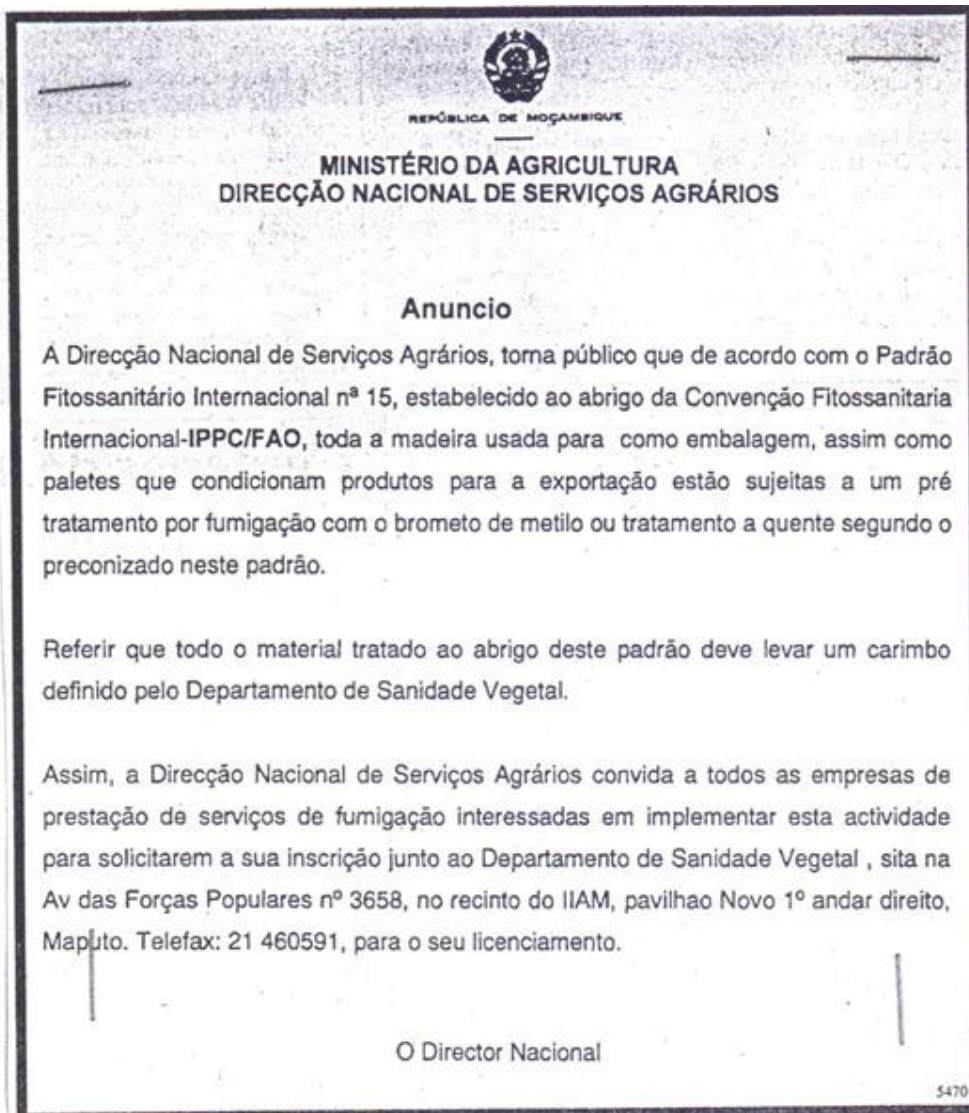 REPÚBLICA DE MOÇAMBIQUE
MINISTÉRIO DA AGRICULTURA
DIRECÇÃO NACIONAL DE SERVIÇOS AGRÁRIOS
Anuncio
A Direcção Nacional de Serviços Agrários, torna público que de acordo com o Padrão
Fitossanitário Internacional nª 15, estabelecido ao abrigo da Convenção Fitossanitaria
Internacional-IPPC/FAO, toda a madeira usada para como embalagem, assim como
paletes que condicionam produtos para a exportação estão sujeitas a um pré
tratamento por fumigação com o brometo de metilo ou tratamento a quente segundo o
preconizado neste padrão.
Referir que todo o material tratado ao abrigo deste padrão deve levar um carimbo
definido pelo Departamento de Sanidade Vegetal.
Assim, a Direcção Nacional de Serviços Agrários convida a todos as empresas de
prestação de serviços de fumigação interessadas em implementar esta actividade
para solicitarem a sua inscrição junto ao Departamento de Sanidade Vegetal , sita na
Av das Forças Populares nº 3658, no recinto do IIAM, pavilhao Novo 1º andar direito,
Maputo. Telefax: 21 460591, para o seu licenciamento.
O Director Nacional
5470